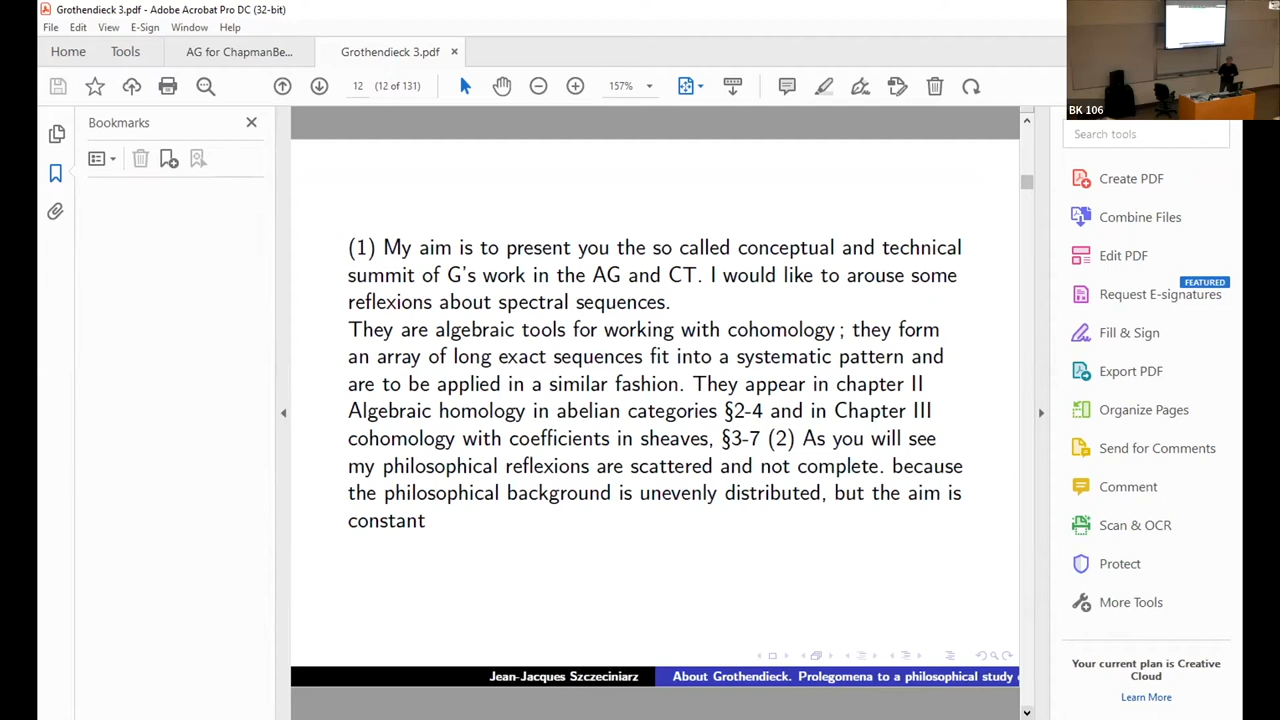 Grothendieck 3.pdf - Adobe Acrobat Pro DC (32-bit)
File Edit View E-Sign Window Help
Home Tools AG for ChapmanBe... Grothendieck 3.pdf ×
12 (12 of 131) 157%
BK 106
Bookmarks
Search tools
Create PDF
Combine Files
Edit PDF
FEATURED
Request E-signatures
Fill & Sign
Export PDF
Organize Pages
Send for Comments
Comment
Scan & OCR
Protect
More Tools
Your current plan is Creative
Cloud
Learn More
(1) My aim is to present you the so called conceptual and technical
summit of G's work in the AG and CT. I would like to arouse some
reflexions about spectral sequences.
They are algebraic tools for working with cohomology ; they form
an array of long exact sequences fit into a systematic pattern and
are to be applied in a similar fashion. They appear in chapter II
Algebraic homology in abelian categories §2-4 and in Chapter III
cohomology with coefficients in sheaves, §3-7 (2) As you will see
my philosophical reflexions are scattered and not complete. because
the philosophical background is unevenly distributed, but the aim is
constant
Jean-Jacques Szczeciniarz About Grothendieck. Prolegomena to a philosophical study